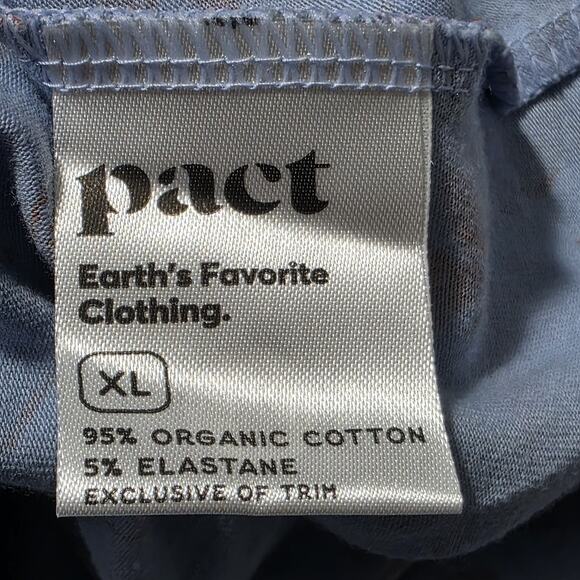 pact
Earth's Favorite
Clothing.
XL
95% ORGANIC COTTON
5% ELASTANE
EXCLUSIVE OF TRIM